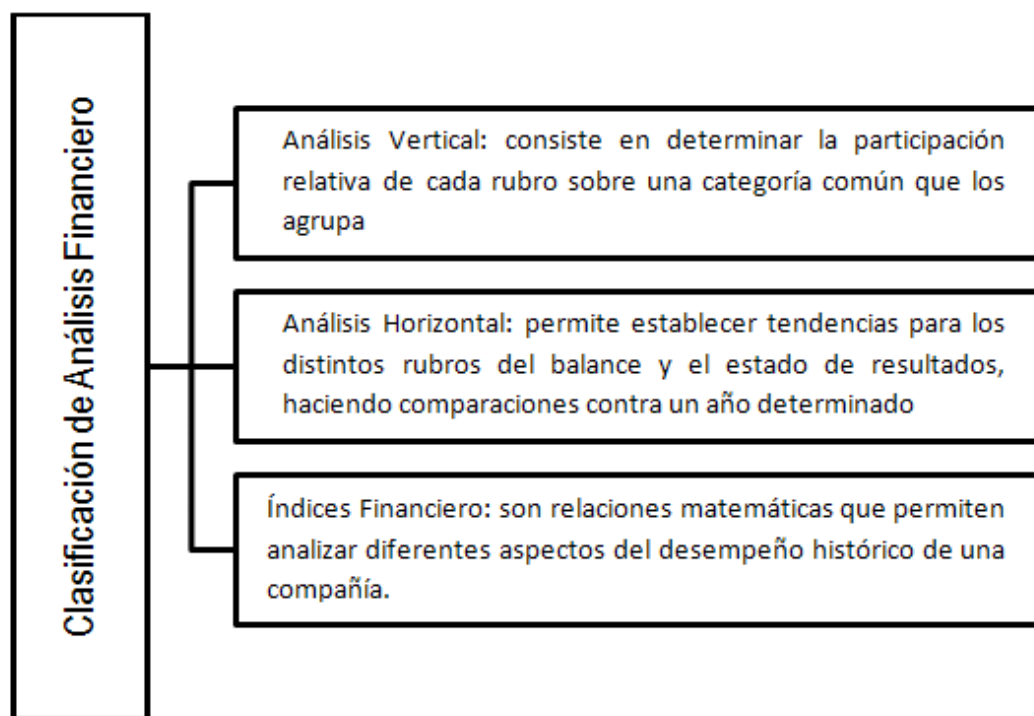 Clasificación de Análisis Financiero
Análisis Vertical: consiste en determinar la participación
relativa de cada rubro sobre una categoría común que los
agrupa
Análisis Horizontal: permite establecer tendencias para los
distintos rubros del balance y el estado de resultados,
haciendo comparaciones contra un año determinado
Índices Financiero: son relaciones matemáticas que permiten
analizar diferentes aspectos del desempeño histórico de una
compañía.